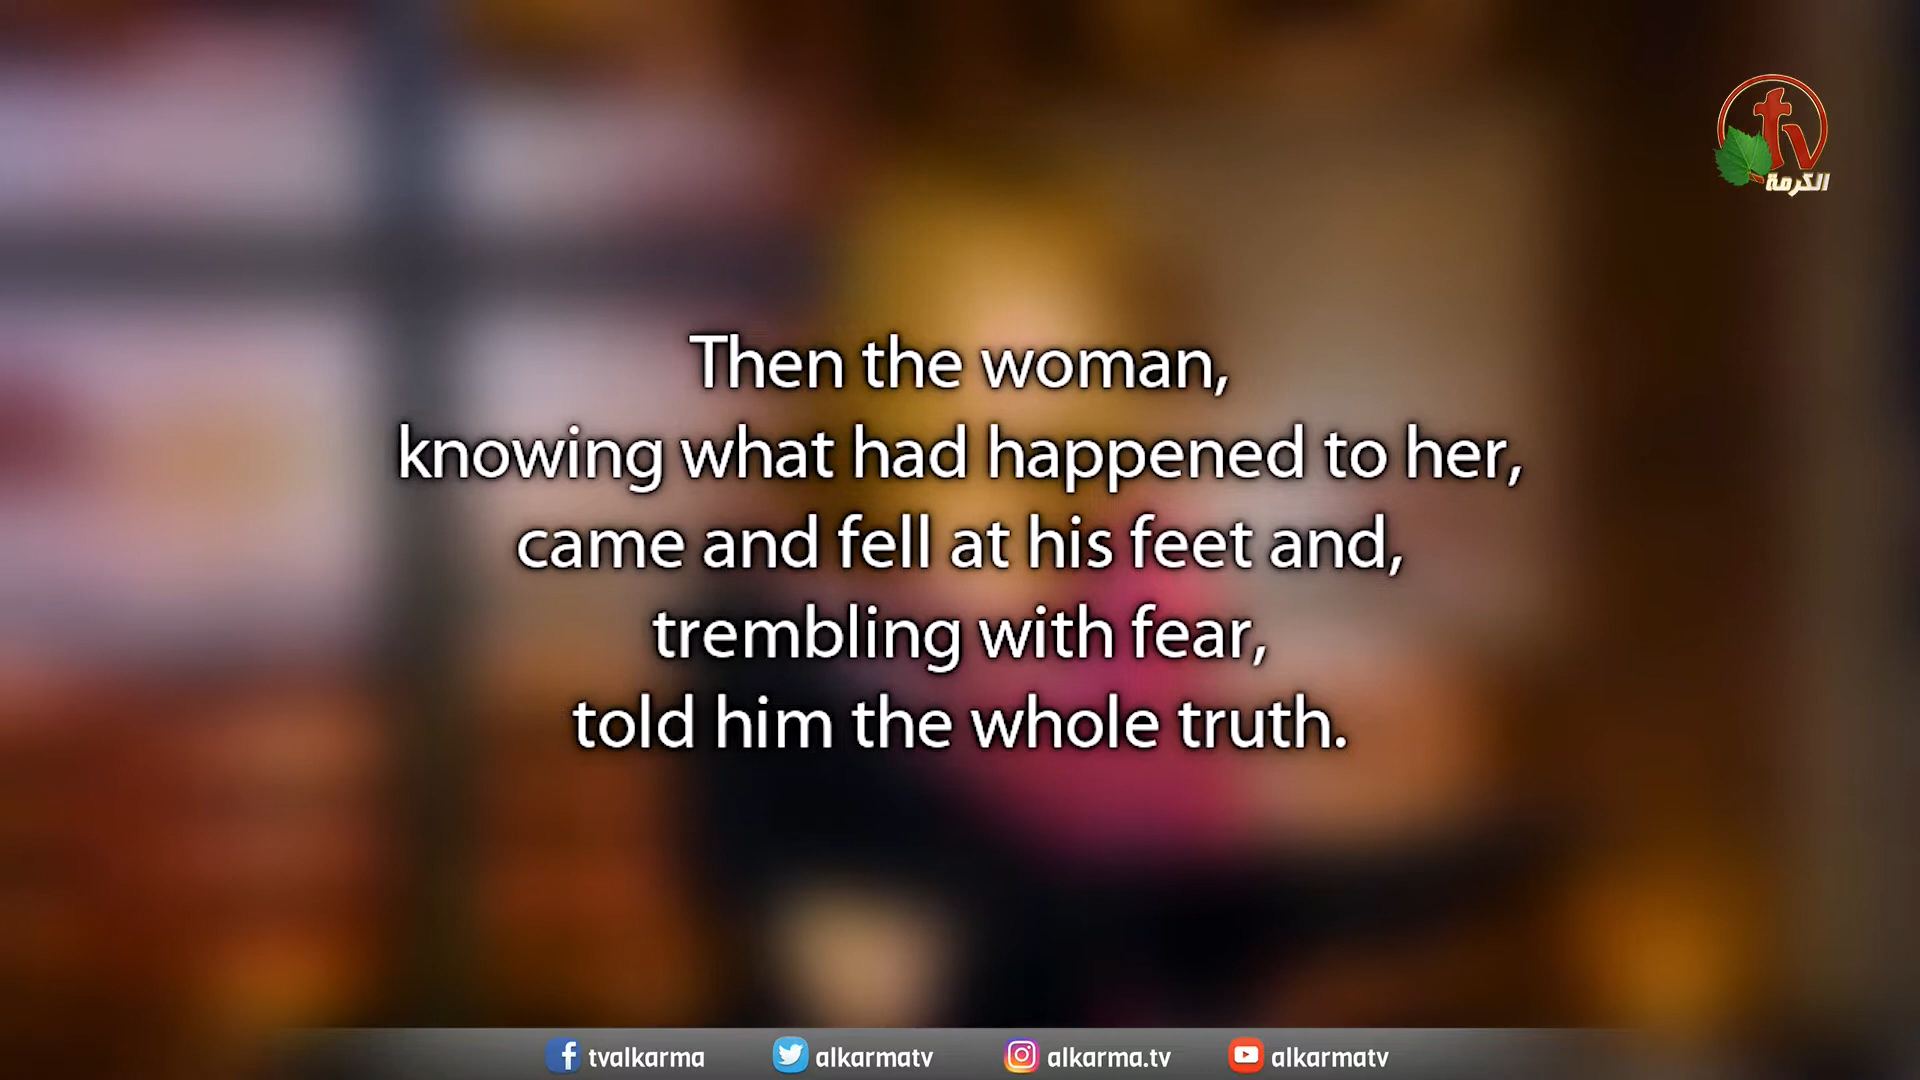 tv
الكرمة
Then the woman,
knowing what had happened to her,
came and fell at his feet and,
trembling with fear,
told him the whole truth.
tvalkarma
alkarmatv
alkarma.tv
alkarmatv